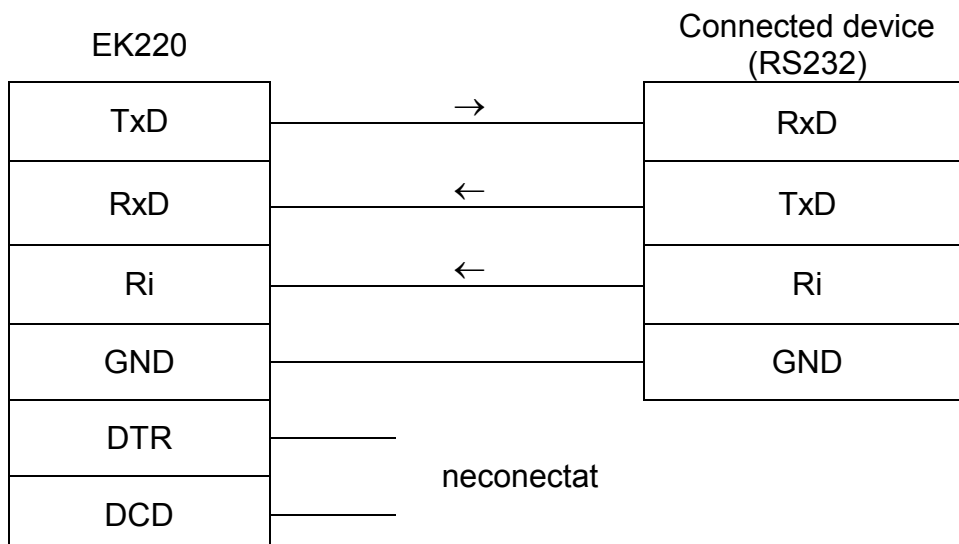 EK220
Connected device
(RS232)
TxD → RxD
RxD ← TxD
Ri ← Ri
GND GND
DTR
neconectat
DCD